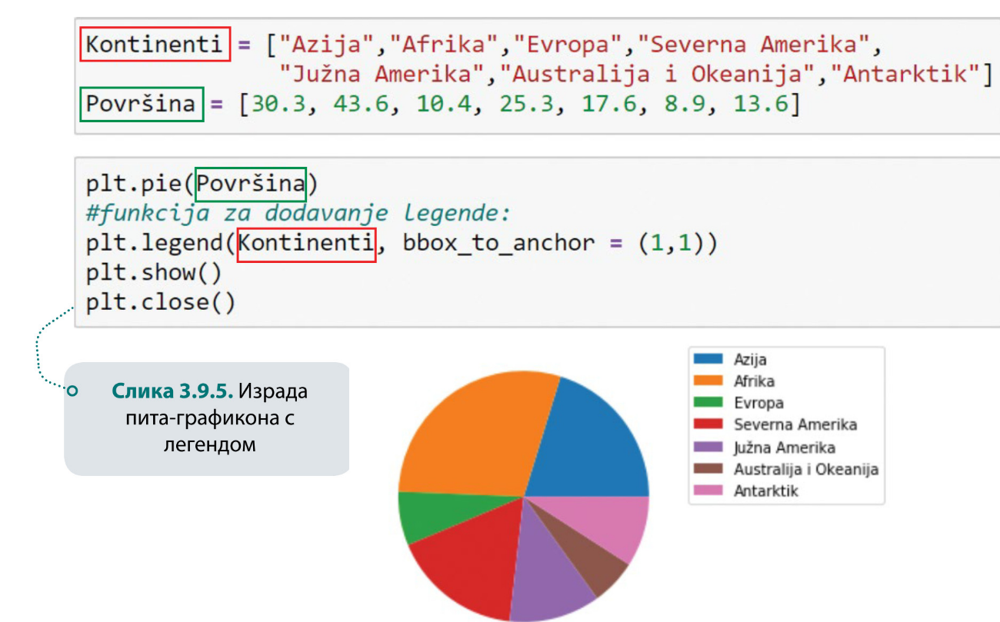 Kontinenti = ["Azija","Afrika","Evropa","Severna Amerika",
"Južna Amerika","Australija i Okeanija","Antarktik"]
Površina = [30.3, 43.6, 10.4, 25.3, 17.6, 8.9, 13.6]
plt.pie(Površina)
#funkcija za dodavanje legende:
plt.legend(Kontinenti, bbox_to_anchor = (1,1))
plt.show()
plt.close()
Слика 3.9.5. Израда
пита-графикона с
легендом
Azija
Afrika
Evropa
Severna Amerika
Južna Amerika
Australija i Okeanija
Antarktik